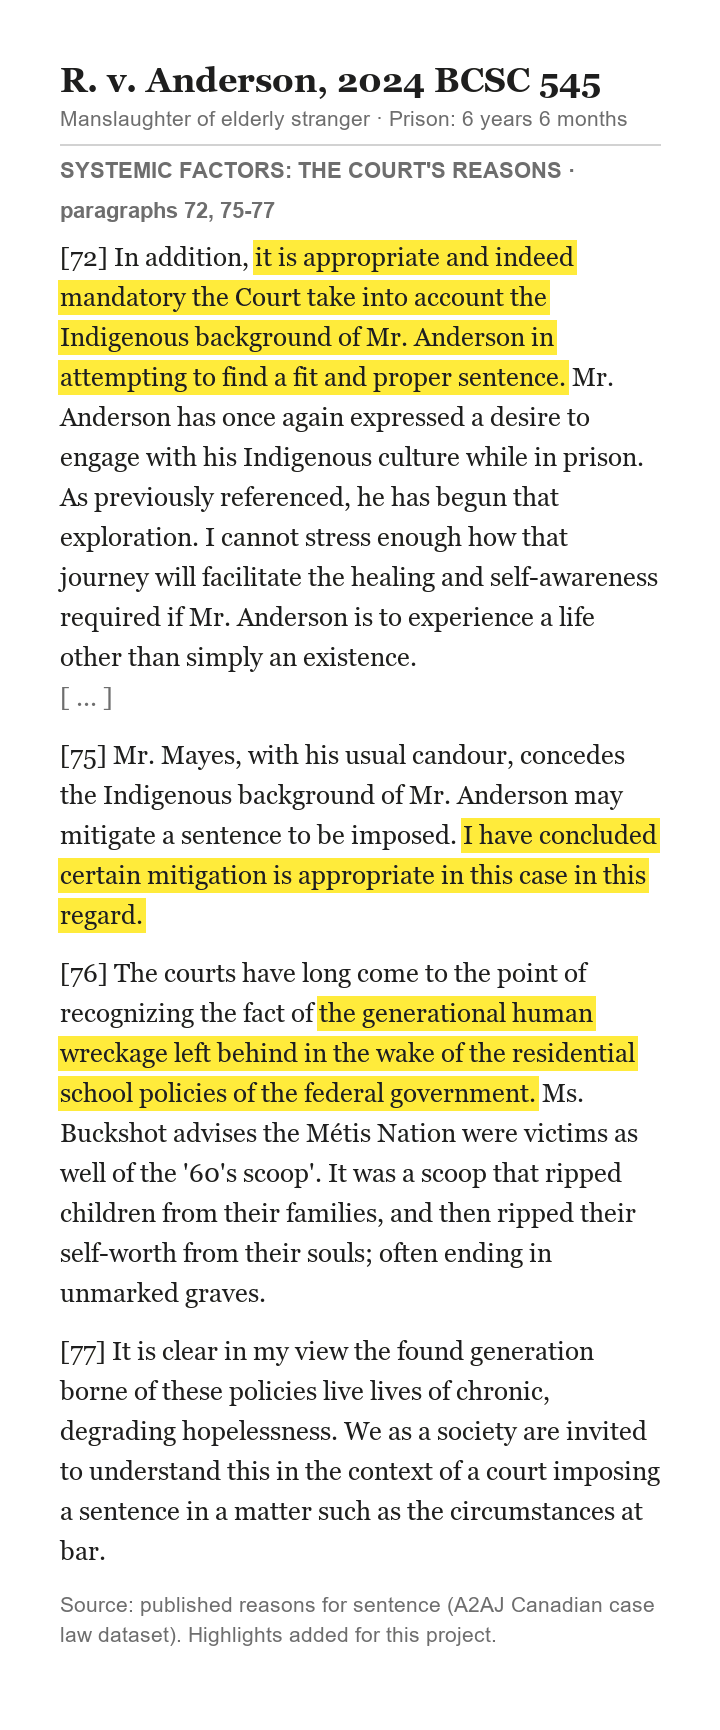 R. v. Anderson, 2024 BCSC 545
Manslaughter of elderly stranger · Prison: 6 years 6 months
SYSTEMIC FACTORS: THE COURT'S REASONS ·
paragraphs 72, 75-77
[72] In addition, it is appropriate and indeed
mandatory the Court take into account the
Indigenous background of Mr. Anderson in
attempting to find a fit and proper sentence. Mr.
Anderson has once again expressed a desire to
engage with his Indigenous culture while in prison.
As previously referenced, he has begun that
exploration. I cannot stress enough how that
journey will facilitate the healing and self-awareness
required if Mr. Anderson is to experience a life
other than simply an existence.
[ ... ]
[75] Mr. Mayes, with his usual candour, concedes
the Indigenous background of Mr. Anderson may
mitigate a sentence to be imposed. I have concluded
certain mitigation is appropriate in this case in this
regard.
[76] The courts have long come to the point of
recognizing the fact of the generational human
wreckage left behind in the wake of the residential
school policies of the federal government. Ms.
Buckshot advises the Métis Nation were victims as
well of the '60's scoop'. It was a scoop that ripped
children from their families, and then ripped their
self-worth from their souls; often ending in
unmarked graves.
[77] It is clear in my view the found generation
borne of these policies live lives of chronic,
degrading hopelessness. We as a society are invited
to understand this in the context of a court imposing
a sentence in a matter such as the circumstances at
bar.
Source: published reasons for sentence (A2AJ Canadian case
law dataset). Highlights added for this project.